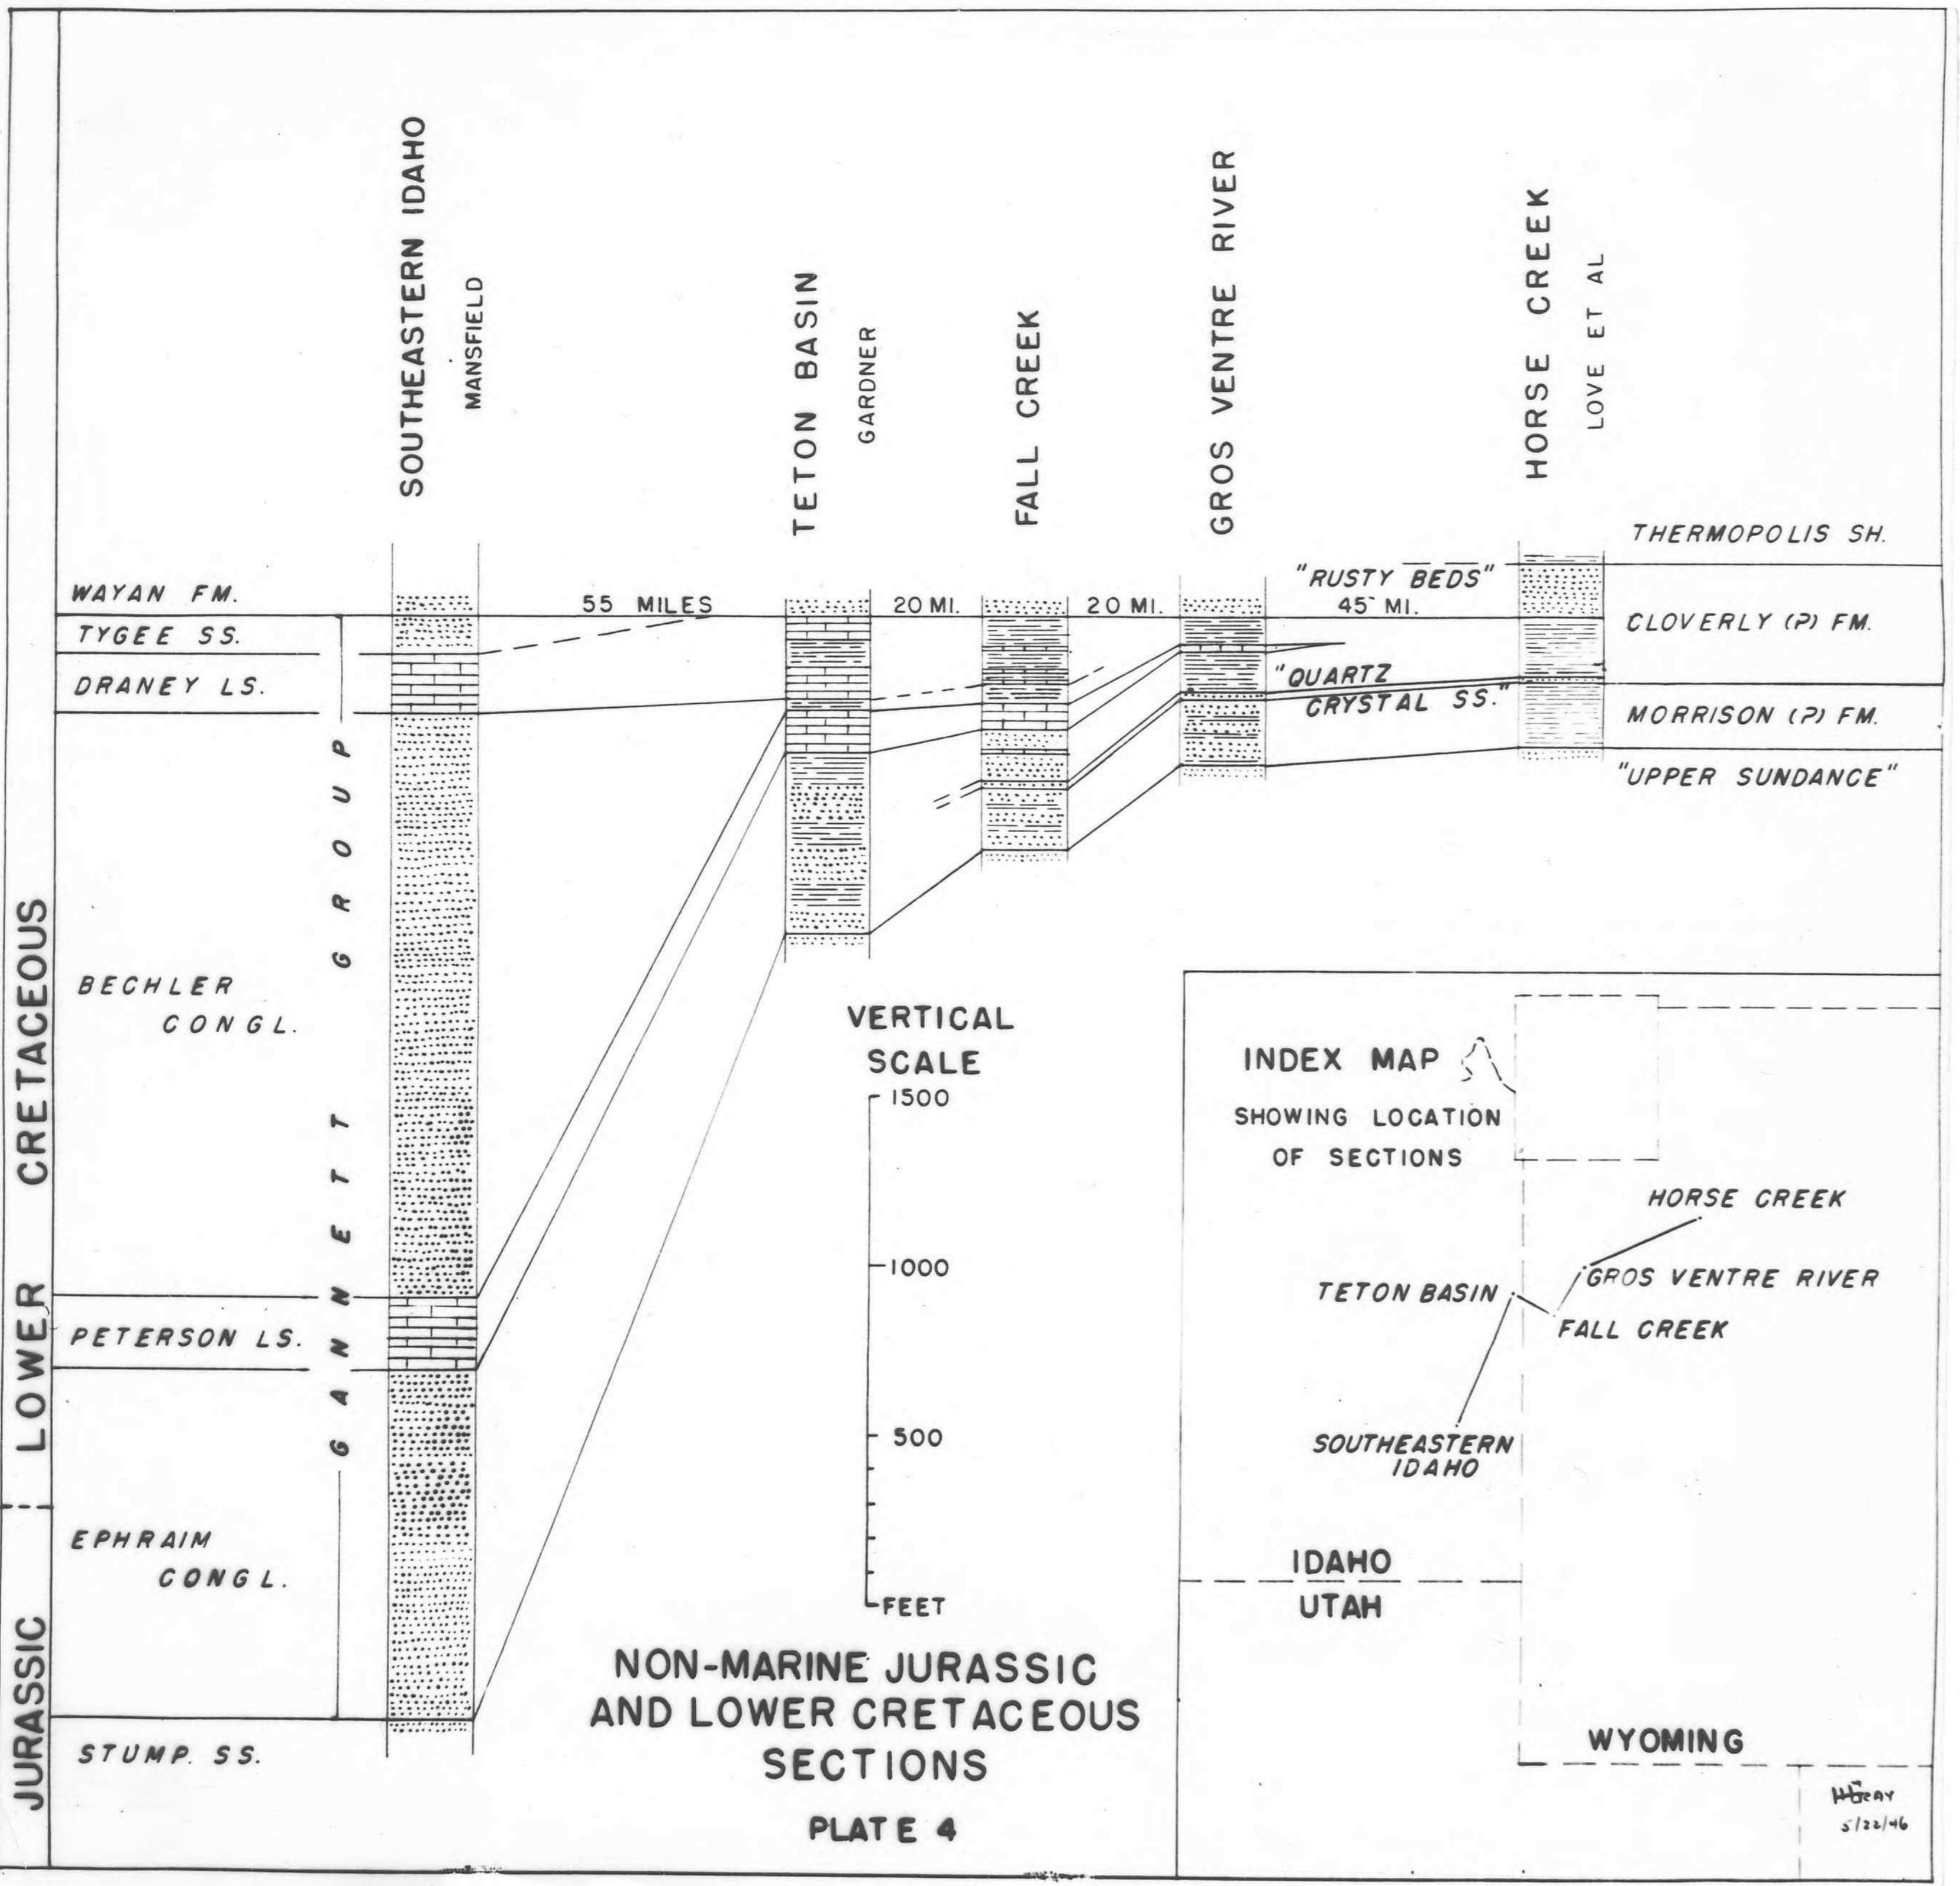 SOUTHEASTERN IDAHO
MANSFIELD
TETON BASIN
GARDNER
FALL CREEK
GROS VENTRE RIVER
HORSE CREEK
LOVE ET AL
THERMOPOLIS SH.
"RUSTY BEDS"
WAYAN FM.
55 MILES
20 MI.
20 MI.
45 MI.
CLOVERLY (?) FM.
TYGEE SS.
DRANEY LS.
"QUARTZ
CRYSTAL SS."
MORRISON (?) FM.
"UPPER SUNDANCE"
GANNETT GROUP
LOWER CRETACEOUS
BECHLER
CONGL.
PETERSON LS.
EPHRAIM
CONGL.
JURASSIC
STUMP. SS.
VERTICAL
SCALE
1500
1000
500
FEET
NON-MARINE JURASSIC
AND LOWER CRETACEOUS
SECTIONS
PLATE 4
INDEX MAP
SHOWING LOCATION
OF SECTIONS
HORSE CREEK
GROS VENTRE RIVER
TETON BASIN
FALL CREEK
SOUTHEASTERN
IDAHO
IDAHO
UTAH
WYOMING
5/22/46